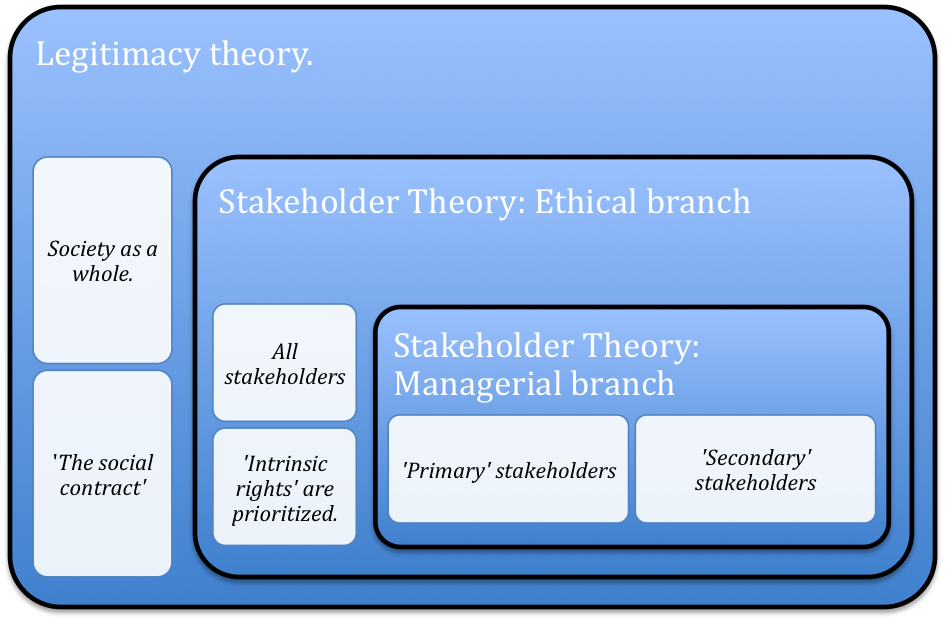 Legitimacy theory.
Society as a
whole.
'The social
contract'
Stakeholder Theory: Ethical branch
All
stakeholders
'Intrinsic
rights' are
prioritized.
Stakeholder Theory:
Managerial branch
'Primary' stakeholders
'Secondary'
stakeholders